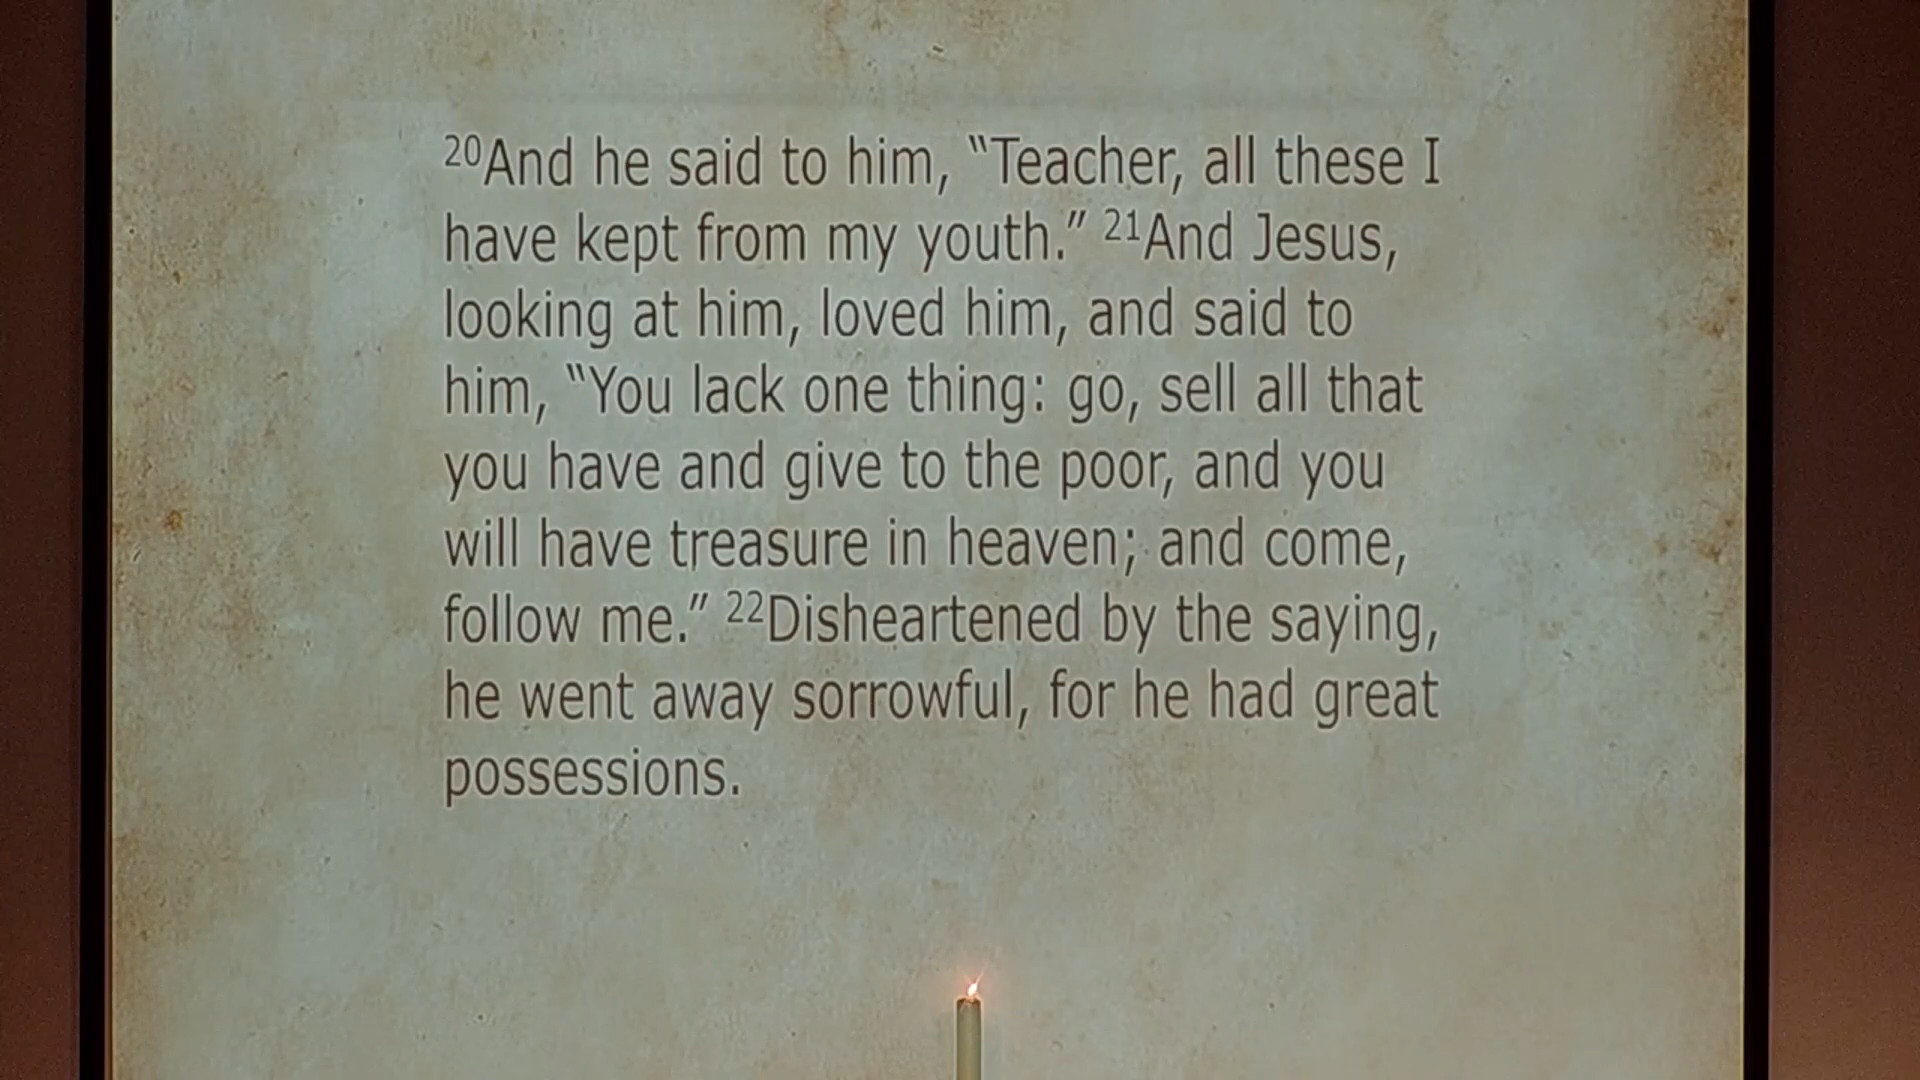 20And he said to him, “Teacher, all these I
have kept from my youth.” 21And Jesus,
looking at him, loved him, and said to
him, “You lack one thing: go, sell all that
you have and give to the poor, and you
will have treasure in heaven; and come,
follow me.” 22Disheartened by the saying,
he went away sorrowful, for he had great
possessions.